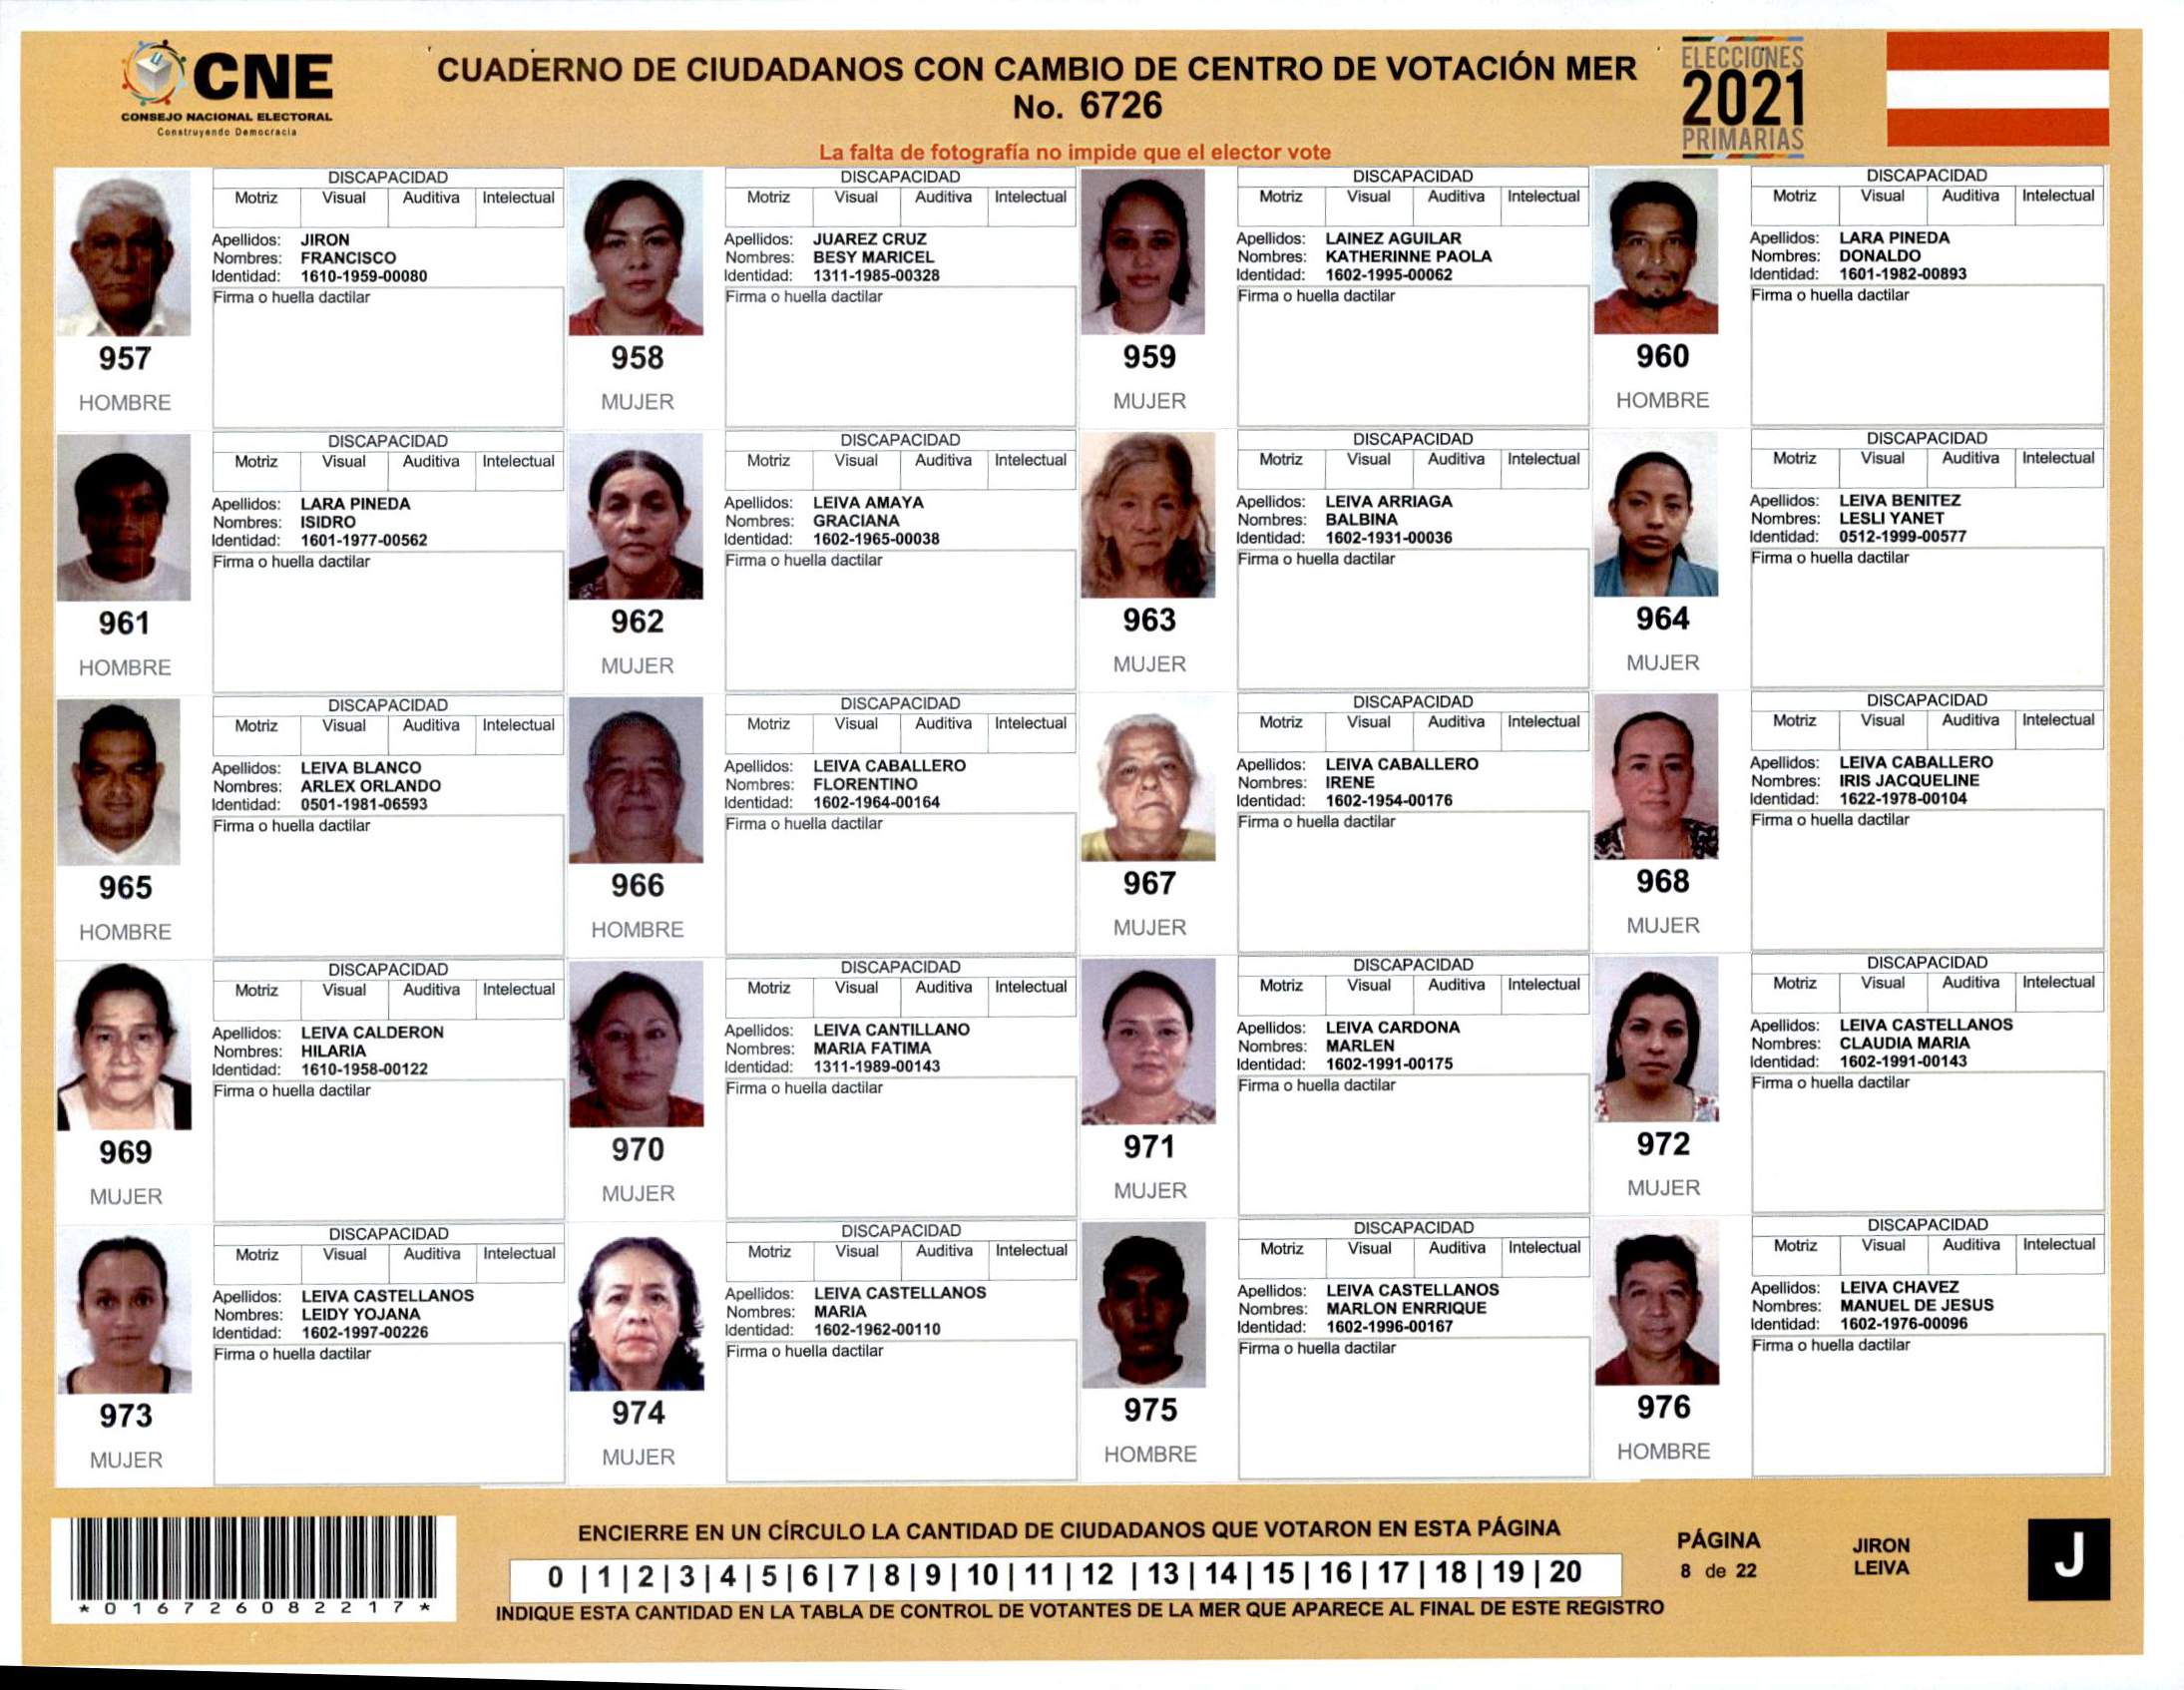 CNE
CONSEJO NACIONAL ELECTORAL
Construyendo Democracia
CUADERNO DE CIUDADANOS CON CAMBIO DE CENTRO DE VOTACIÓN MER
No. 6726
La falta de fotografía no impide que el elector vote
ELECCIONES
2021
PRIMARIAS
DISCAPACIDAD
Motriz Visual Auditiva Intelectual
Apellidos: JIRON
Nombres: FRANCISCO
Identidad: 1610-1959-00080
Firma o huella dactilar
957
HOMBRE
DISCAPACIDAD
Motriz Visual Auditiva Intelectual
Apellidos: JUAREZ CRUZ
Nombres: BESY MARICEL
Identidad: 1311-1985-00328
Firma o huella dactilar
958
MUJER
DISCAPACIDAD
Motriz Visual Auditiva Intelectual
Apellidos: LAINEZ AGUILAR
Nombres: KATHERINNE PAOLA
Identidad: 1602-1995-00062
Firma o huella dactilar
959
MUJER
DISCAPACIDAD
Motriz Visual Auditiva Intelectual
Apellidos: LARA PINEDA
Nombres: DONALDO
Identidad: 1601-1982-00893
Firma o huella dactilar
960
HOMBRE
DISCAPACIDAD
Motriz Visual Auditiva Intelectual
Apellidos: LARA PINEDA
Nombres: ISIDRO
Identidad: 1601-1977-00562
Firma o huella dactilar
961
HOMBRE
DISCAPACIDAD
Motriz Visual Auditiva Intelectual
Apellidos: LEIVA AMAYA
Nombres: GRACIANA
Identidad: 1602-1965-00038
Firma o huella dactilar
962
MUJER
DISCAPACIDAD
Motriz Visual Auditiva Intelectual
Apellidos: LEIVA ARRIAGA
Nombres: BALBINA
Identidad: 1602-1931-00036
Firma o huella dactilar
963
MUJER
DISCAPACIDAD
Motriz Visual Auditiva Intelectual
Apellidos: LEIVA BENITEZ
Nombres: LESLI YANET
Identidad: 0512-1999-00577
Firma o huella dactilar
964
MUJER
DISCAPACIDAD
Motriz Visual Auditiva Intelectual
Apellidos: LEIVA BLANCO
Nombres: ARLEX ORLANDO
Identidad: 0501-1981-06593
Firma o huella dactilar
965
HOMBRE
DISCAPACIDAD
Motriz Visual Auditiva Intelectual
Apellidos: LEIVA CABALLERO
Nombres: FLORENTINO
Identidad: 1602-1964-00164
Firma o huella dactilar
966
HOMBRE
DISCAPACIDAD
Motriz Visual Auditiva Intelectual
Apellidos: LEIVA CABALLERO
Nombres: IRENE
Identidad: 1602-1954-00176
Firma o huella dactilar
967
MUJER
DISCAPACIDAD
Motriz Visual Auditiva Intelectual
Apellidos: LEIVA CABALLERO
Nombres: IRIS JACQUELINE
Identidad: 1622-1978-00104
Firma o huella dactilar
968
MUJER
DISCAPACIDAD
Motriz Visual Auditiva Intelectual
Apellidos: LEIVA CALDERON
Nombres: HILARIA
Identidad: 1610-1958-00122
Firma o huella dactilar
969
MUJER
DISCAPACIDAD
Motriz Visual Auditiva Intelectual
Apellidos: LEIVA CANTILLANO
Nombres: MARIA FATIMA
Identidad: 1311-1989-00143
Firma o huella dactilar
970
MUJER
DISCAPACIDAD
Motriz Visual Auditiva Intelectual
Apellidos: LEIVA CARDONA
Nombres: MARLEN
Identidad: 1602-1991-00175
Firma o huella dactilar
971
MUJER
DISCAPACIDAD
Motriz Visual Auditiva Intelectual
Apellidos: LEIVA CASTELLANOS
Nombres: CLAUDIA MARIA
Identidad: 1602-1991-00143
Firma o huella dactilar
972
MUJER
DISCAPACIDAD
Motriz Visual Auditiva Intelectual
Apellidos: LEIVA CASTELLANOS
Nombres: LEIDY YOJANA
Identidad: 1602-1997-00226
Firma o huella dactilar
973
MUJER
DISCAPACIDAD
Motriz Visual Auditiva Intelectual
Apellidos: LEIVA CASTELLANOS
Nombres: MARIA
Identidad: 1602-1962-00110
Firma o huella dactilar
974
MUJER
DISCAPACIDAD
Motriz Visual Auditiva Intelectual
Apellidos: LEIVA CASTELLANOS
Nombres: MARLON ENRRIQUE
Identidad: 1602-1996-00167
Firma o huella dactilar
975
HOMBRE
DISCAPACIDAD
Motriz Visual Auditiva Intelectual
Apellidos: LEIVA CHAVEZ
Nombres: MANUEL DE JESUS
Identidad: 1602-1976-00096
Firma o huella dactilar
976
HOMBRE
*01672608 2217*
ENCIERRE EN UN CÍRCULO LA CANTIDAD DE CIUDADANOS QUE VOTARON EN ESTA PÁGINA
0 | 1 | 2 | 3 | 4 | 5 | 6 | 7 | 8 | 9 | 10 | 11 | 12 | 13 | 14 | 15 | 16 | 17 | 18 | 19 | 20
INDIQUE ESTA CANTIDAD EN LA TABLA DE CONTROL DE VOTANTES DE LA MER QUE APARECE AL FINAL DE ESTE REGISTRO
PÁGINA
8 de 22
JIRON
LEIVA
J